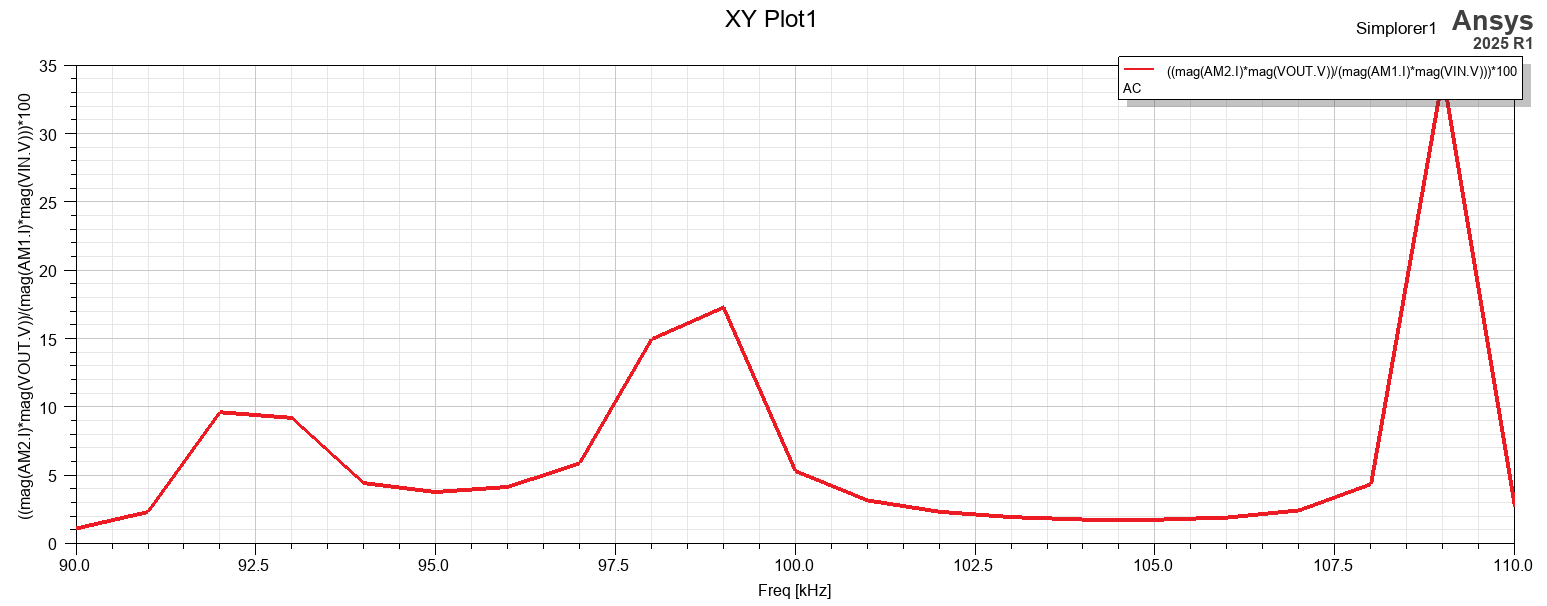 XY Plot1
Simplorer1
Ansys
2025 R1
((mag(AM2.I)*mag(VOUT.V))/(mag(AM1.I)*mag(VIN.V)))*100
AC
((mag(AM2.I)*mag(VOUT.V))/(mag(AM1.I)*mag(VIN.V)))*100
35
30
25
20
15
10
5
0
90.0 92.5 95.0 97.5 100.0 102.5 105.0 107.5 110.0
Freq [kHz]